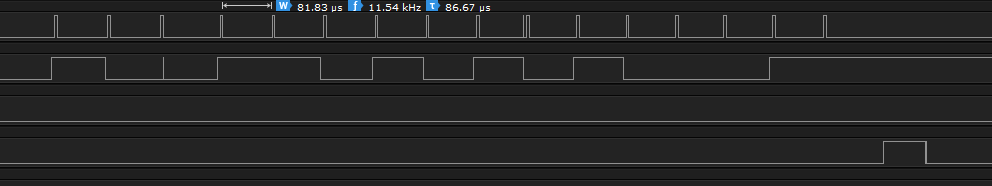 W 81.83 µs f 11.54 kHz τ 86.67 µs